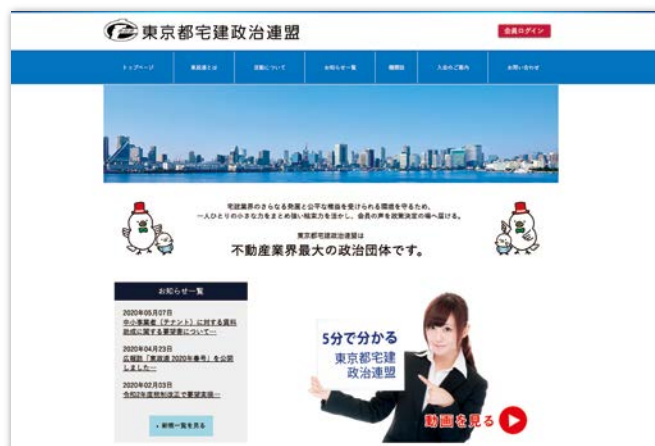 東京都宅建政治連盟
会員ログイン
トップページ
東政連とは
活動について
お知らせ一覧
機関誌
入会のご案内
お問い合わせ
宅建業界のさらなる発展と公平な機会を受けられる環境を守るため、
一人ひとりの小さな力をまとめ強い結束力を活かし、会員の声を政策決定の場へ届ける。
東京都宅建政治連盟は
不動産業界最大の政治団体です。
お知らせ一覧
2020年05月07日
中小事業者（テナント）に対する賃料
助成に関する要望書について…
2020年04月23日
広報誌「東政連 2020年春号」を公開
しました…
2020年02月03日
令和2年度税制改正で要望実現…
新着一覧を見る
5分で分かる
東京都宅建
政治連盟
動画を見る